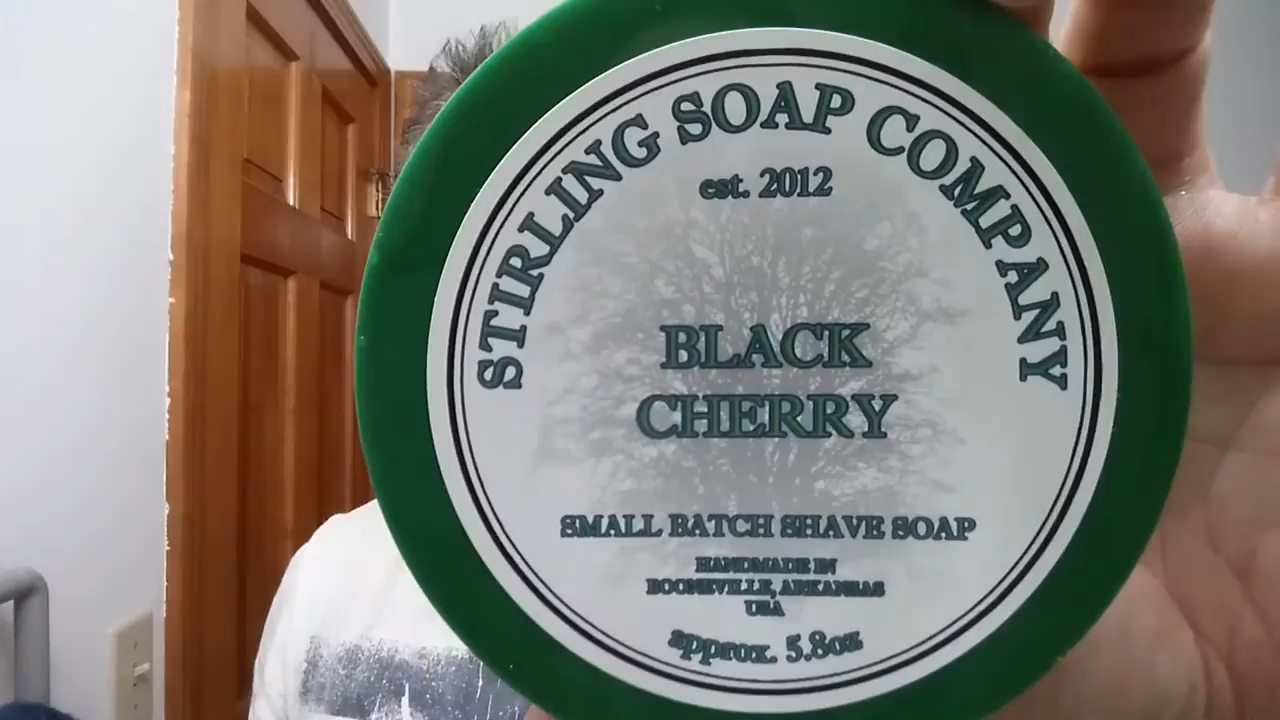 STIRLING SOAP COMPANY
est. 2012
BLACK
CHERRY
SMALL BATCH SHAVE SOAP
HANDMADE IN
BOONEVILLE, ARKANSAS
USA
approx. 5.8oz